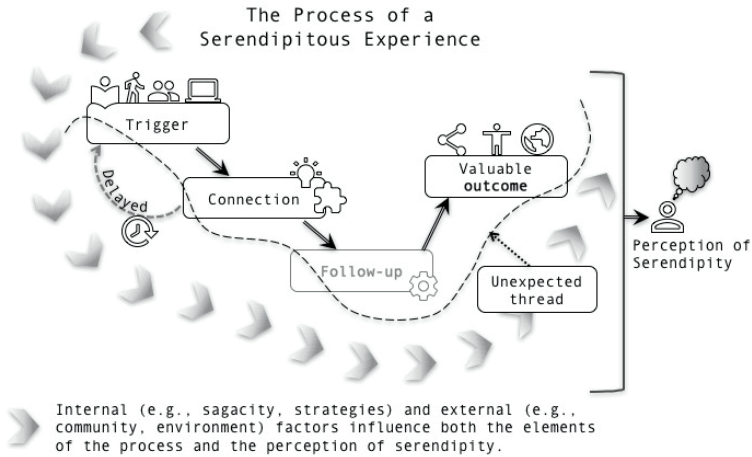 The Process of a
Serendipitous Experience
Trigger
Delayed
Connection
Follow-up
Valuable
outcome
Unexpected
thread
Perception of
Serendipity
Internal (e.g., sagacity, strategies) and external (e.g.,
community, environment) factors influence both the elements
of the process and the perception of serendipity.